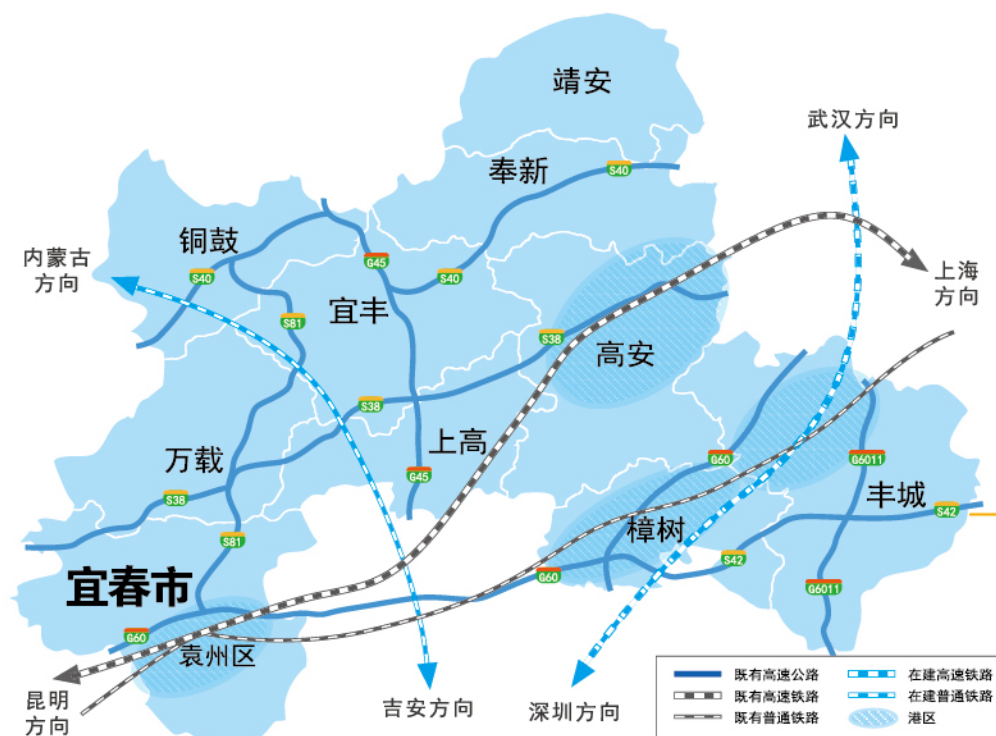 靖安
武汉方向
奉新
S40
铜鼓
内蒙古
方向
S40
G45
S40
上海
方向
宜丰
S81
S38
高安
S38
上高
万载
G60
G6011
G45
S38
丰城
S42
樟树
S81
S42
宜春市
G60
G6011
G60
袁州区
昆明
方向
吉安方向
深圳方向
既有高速公路
在建高速铁路
既有高速铁路
在建普通铁路
既有普通铁路
港区